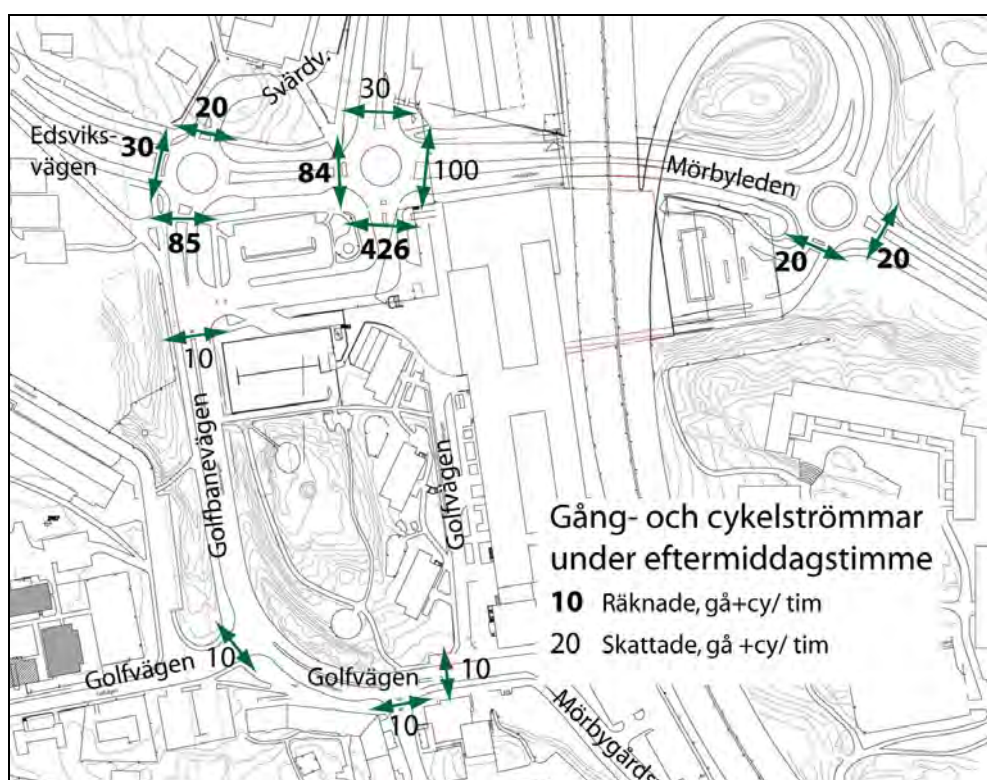 30
Svärdv.
20
Edsviks-
vägen
30
84
100
Mörbyleden
85
426
20
20
10
Golfbanevägen
Golfvägen
Gång- och cykelströmmar
under eftermiddagstimme
10 Räknade, gå+cy/ tim
20 Skattade, gå +cy/ tim
Golfvägen
10
Golfvägen
10
10
Mörbygårds